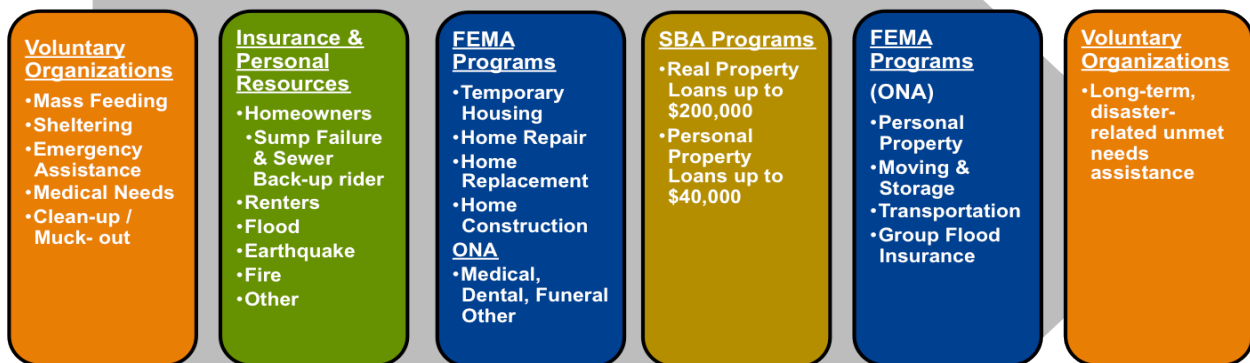 Voluntary
Organizations
•Mass Feeding
•Sheltering
•Emergency
Assistance
•Medical Needs
•Clean-up /
Muck- out
Insurance &
Personal
Resources
•Homeowners
•Sump Failure
& Sewer
Back-up rider
•Renters
•Flood
•Earthquake
•Fire
•Other
FEMA
Programs
•Temporary
Housing
•Home Repair
•Home
Replacement
•Home
Construction
ONA
•Medical,
Dental, Funeral
Other
SBA Programs
•Real Property
Loans up to
$200,000
•Personal
Property
Loans up to
$40,000
FEMA
Programs
(ONA)
•Personal
Property
•Moving &
Storage
•Transportation
•Group Flood
Insurance
Voluntary
Organizations
•Long-term,
disaster-
related unmet
needs
assistance